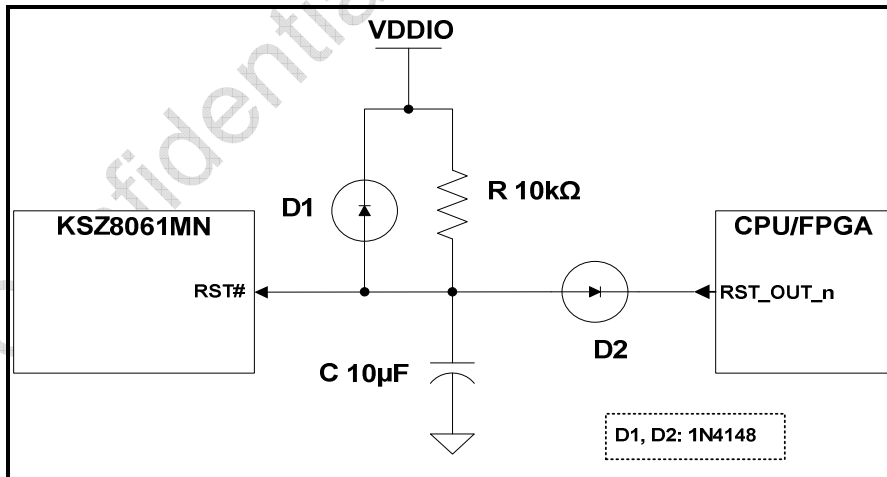 VDDIO
D1
R 10kΩ
KSZ8061MN
CPU/FPGA
RST#
RST_OUT_n
D2
C 10µF
D1, D2: 1N4148